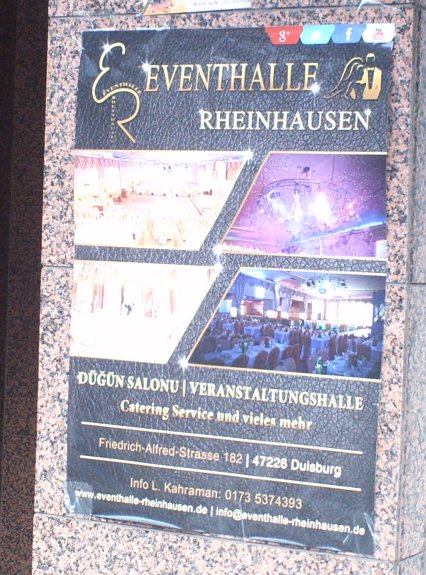 EVENTHALLE
RHEINHAUSEN
EVENTHALLE
DÜĞÜN SALONU | VERANSTALTUNGSHALLE
Catering Service und vieles mehr
Friedrich-Alfred-Strasse 182 | 47226 Duisburg
Info L. Kahraman: 0173 5374393
www.eventhalle-rheinhausen.de | info@eventhalle-rheinhausen.de